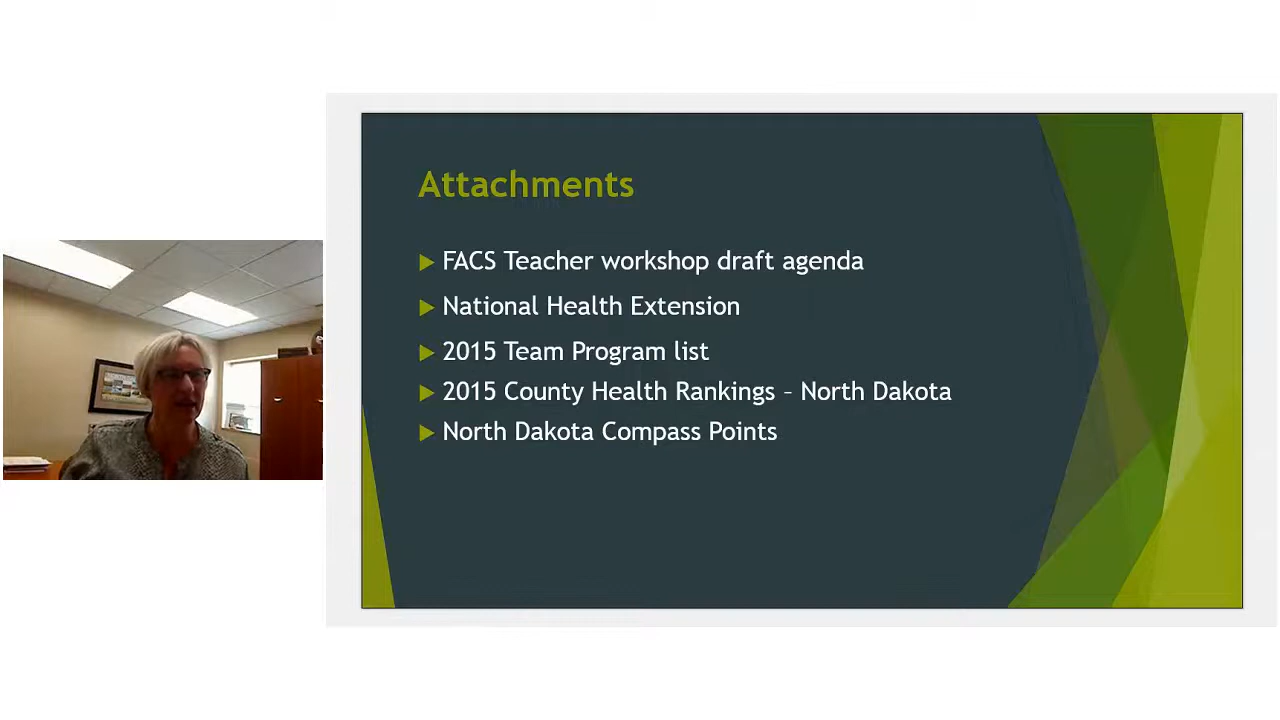 Attachments
FACS Teacher workshop draft agenda
National Health Extension
2015 Team Program list
2015 County Health Rankings – North Dakota
North Dakota Compass Points